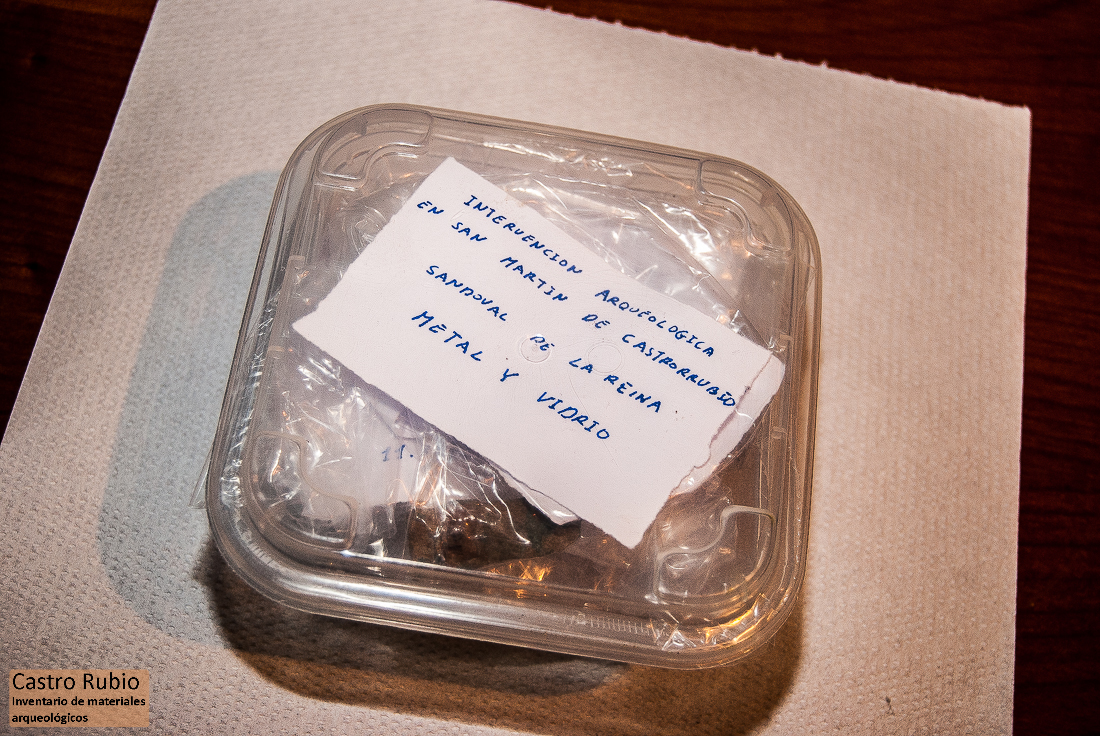 INTERVENCION ARQUEOLOGICA
EN SAN MARTIN DE CASTRORRUBIO
SANDOVAL DE LA REINA
METAL Y VIDRIO
11.
Castro Rubio
Inventario de materiales
arqueológicos